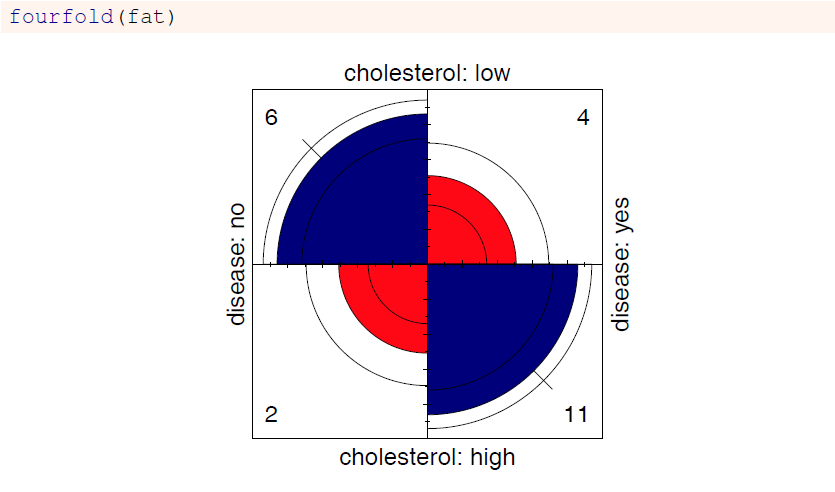 fourfold(fat)
cholesterol: low
6
4
disease: no
disease: yes
2
11
cholesterol: high